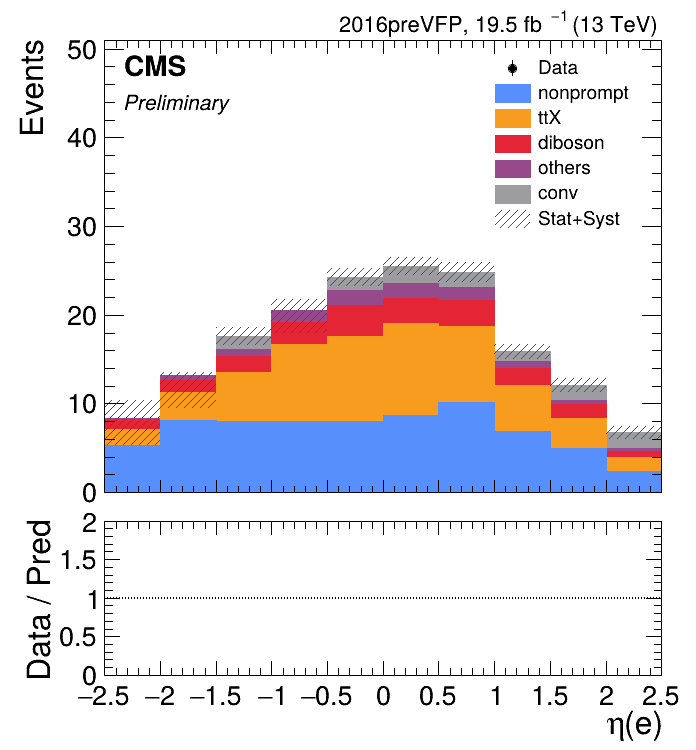 2016preVFP, 19.5 fb⁻¹ (13 TeV)
CMS
Preliminary
Events
50
40
30
20
10
0
Data
nonprompt
ttX
diboson
others
conv
Stat+Syst
Data / Pred
2
1.5
1
0.5
0
−2.5 −2 −1.5 −1 −0.5 0 0.5 1 1.5 2 2.5
η(e)